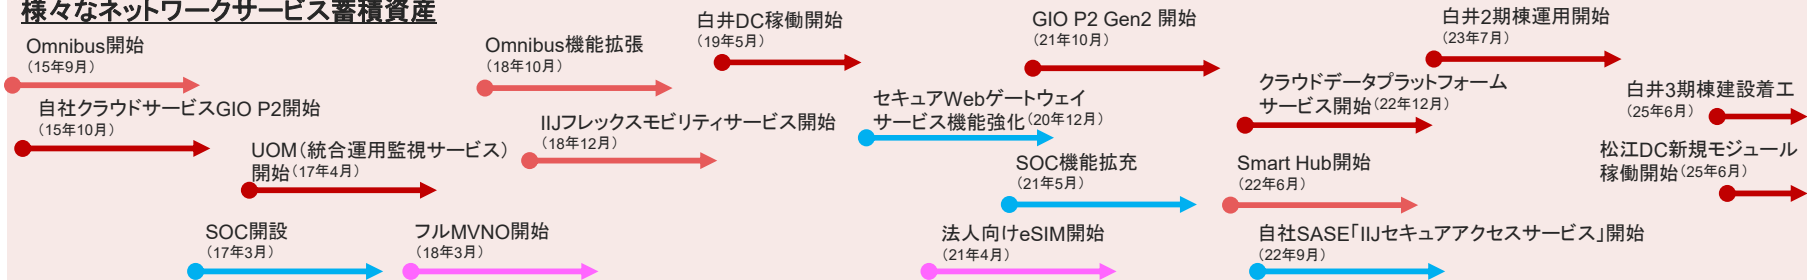 様々なネットワークサービス蓄積資産
Omnibus開始
（15年9月）
自社クラウドサービスGIO P2開始
（15年10月）
UOM（統合運用監視サービス）
開始（17年4月）
SOC開設
（17年3月）
フルMVNO開始
（18年3月）
Omnibus機能拡張
（18年10月）
IIJフレックスモビリティサービス開始
（18年12月）
白井DC稼働開始
（19年5月）
セキュアWebゲートウェイ
サービス機能強化（20年12月）
法人向けeSIM開始
（21年4月）
SOC機能拡充
（21年5月）
GIO P2 Gen2 開始
（21年10月）
Smart Hub開始
（22年6月）
自社SASE「IIJセキュアアクセスサービス」開始
（22年9月）
クラウドデータプラットフォーム
サービス開始（22年12月）
白井2期棟運用開始
（23年7月）
白井3期棟建設着工
（25年6月）
松江DC新規モジュール
稼働開始（25年6月）